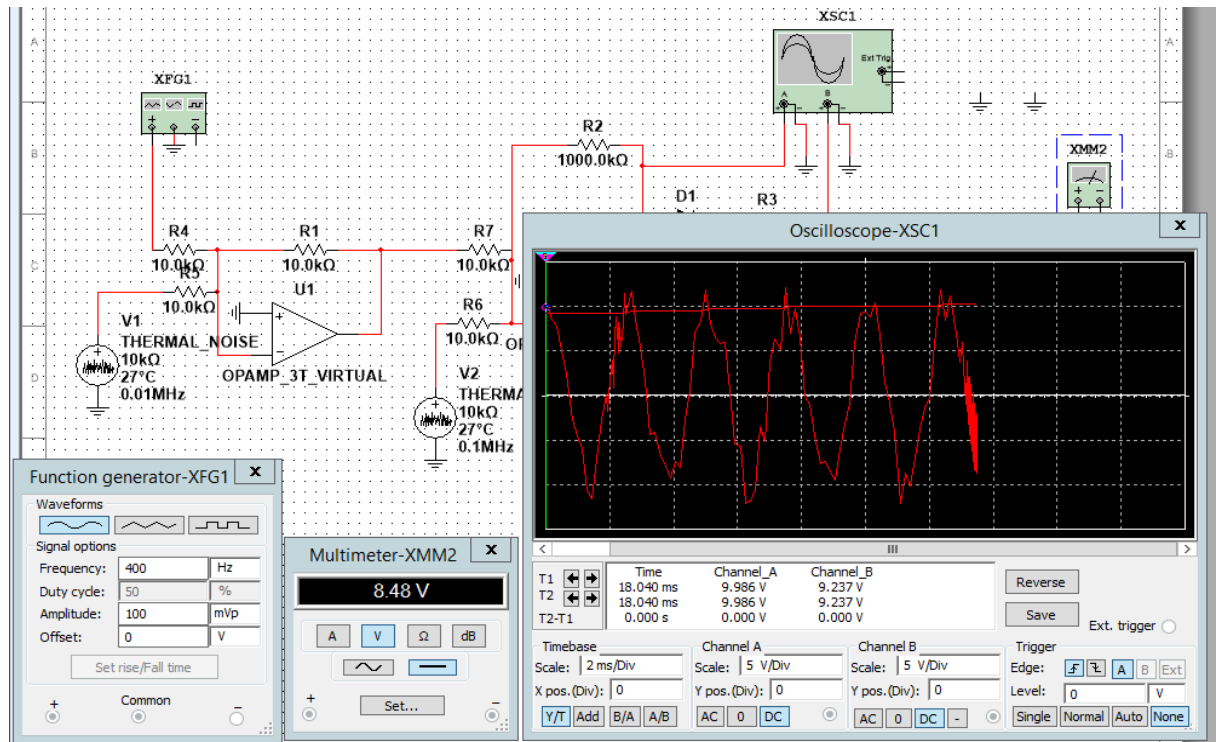 XSC1
Ext Trig
+
-
A
B
+ - + -
XFG1
+ -
R2
1000.0kΩ
XMM2
+ -
D1
R3
R4
10.0kΩ
R5
10.0kΩ
R1
10.0kΩ
U1
+
-
OPAMP_3T_VIRTUAL
R7
10.0kΩ
R6
10.0kΩ
V1
THERMAL_NOISE
10kΩ
27°C
0.01MHz
V2
THERMA
10kΩ
27°C
0.1MHz
A
B
C
D
A
B
Function generator-XFG1 x
Waveforms
Signal options
Frequency: 400 Hz
Duty cycle: 50 %
Amplitude: 100 mVp
Offset: 0 V
Set rise/Fall time
+ Common -
Multimeter-XMM2 x
8.48 V
A V Ω dB
+ Set... -
Oscilloscope-XSC1 x
Time Channel_A Channel_B
T1 18.040 ms 9.986 V 9.237 V
T2 18.040 ms 9.986 V 9.237 V
T2-T1 0.000 s 0.000 V 0.000 V
Reverse
Save
Ext. trigger
Timebase
Scale: 2 ms/Div
X pos.(Div): 0
Y/T Add B/A A/B
Channel A
Scale: 5 V/Div
Y pos.(Div): 0
AC 0 DC
Channel B
Scale: 5 V/Div
Y pos.(Div): 0
AC 0 DC -
Trigger
Edge: A B Ext
Level: 0 V
Single Normal Auto None